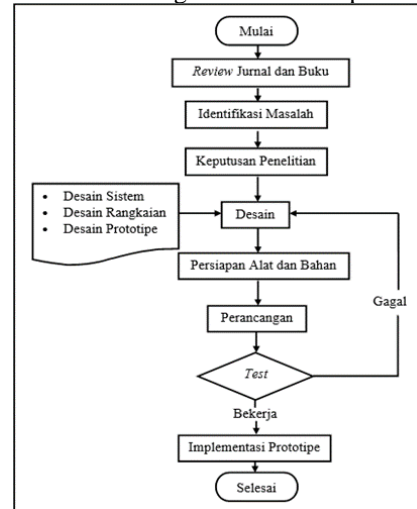 Mulai
Review Jurnal dan Buku
Identifikasi Masalah
Keputusan Penelitian
• Desain Sistem
• Desain Rangkaian
• Desain Prototipe
Desain
Persiapan Alat dan Bahan
Perancangan
Gagal
Test
Bekerja
Implementasi Prototipe
Selesai